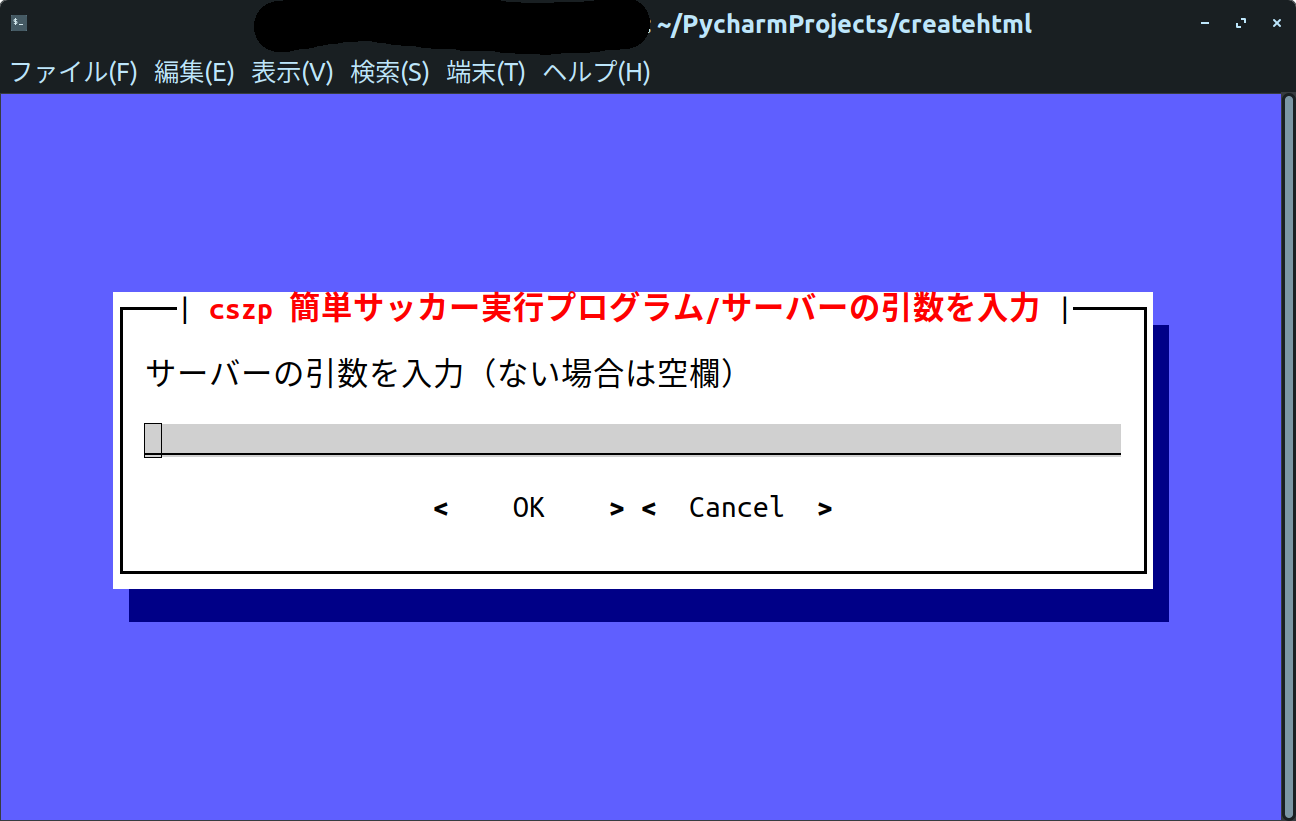 ~/PycharmProjects/createhtml
ファイル(F) 編集(E) 表示(V) 検索(S) 端末(T) ヘルプ(H)
| cszp 簡単サッカー実行プログラム/サーバーの引数を入力 |
サーバーの引数を入力（ない場合は空欄）
< OK > < Cancel >